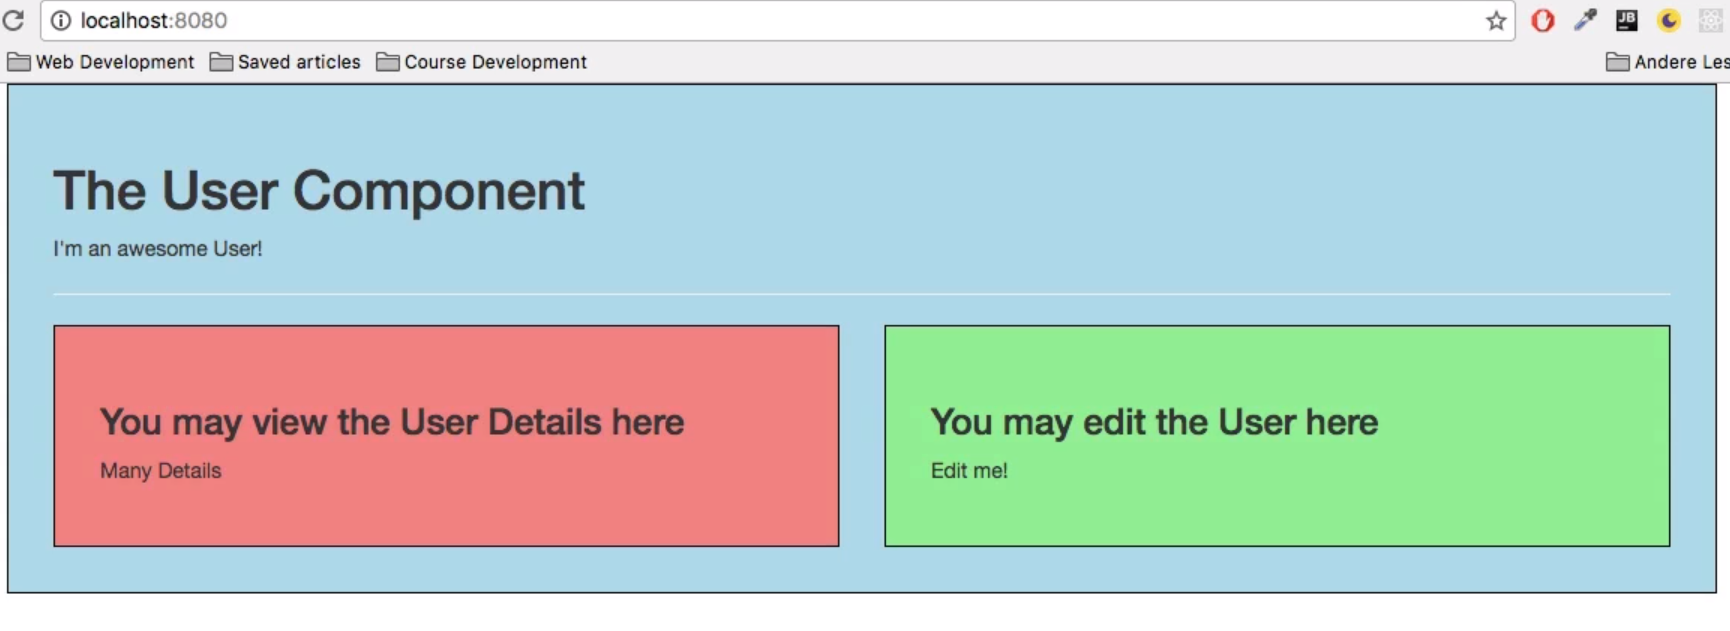 localhost:8080
JB
Web Development Saved articles Course Development Andere Les
The User Component
I'm an awesome User!
You may view the User Details here
Many Details
You may edit the User here
Edit me!